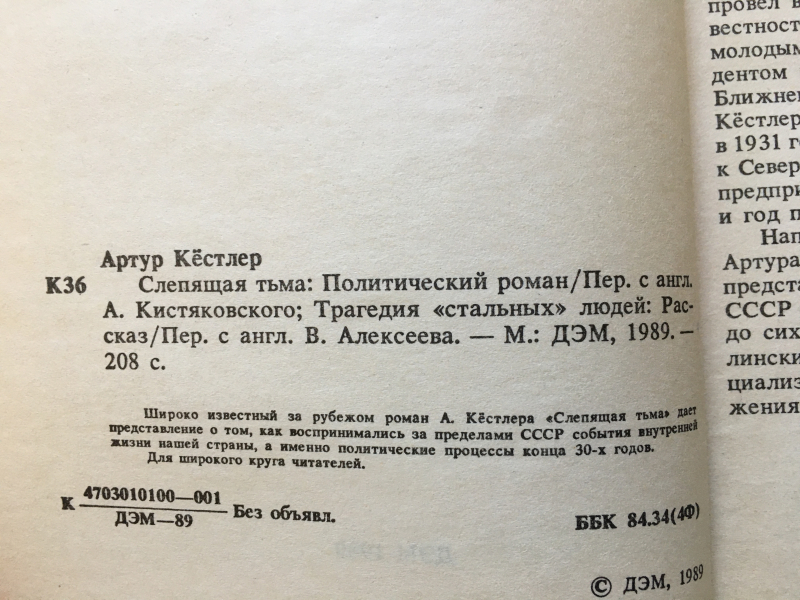 Артур Кёстлер
К36 Слепящая тьма: Политический роман/Пер. с англ.
А. Кистяковского; Трагедия «стальных» людей: Рас-
сказ/Пер. с англ. В. Алексеева. — М.: ДЭМ, 1989.—
208 с.
Широко известный за рубежом роман А. Кёстлера «Слепящая тьма» дает
представление о том, как воспринимались за пределами СССР события внутренней
жизни нашей страны, а именно политические процессы конца 30-х годов.
Для широкого круга читателей.
К 4703010100—001
ДЭМ—89
Без объявл.
ББК 84.34(4Ф)
© ДЭМ, 1989
провел в
вестност
молодым
дентом
Ближне
Кёстлер
в 1931 г
к Север
предпри
и год п
Нап
Артура
предста
СССР
до сих
лински
циализ
жения